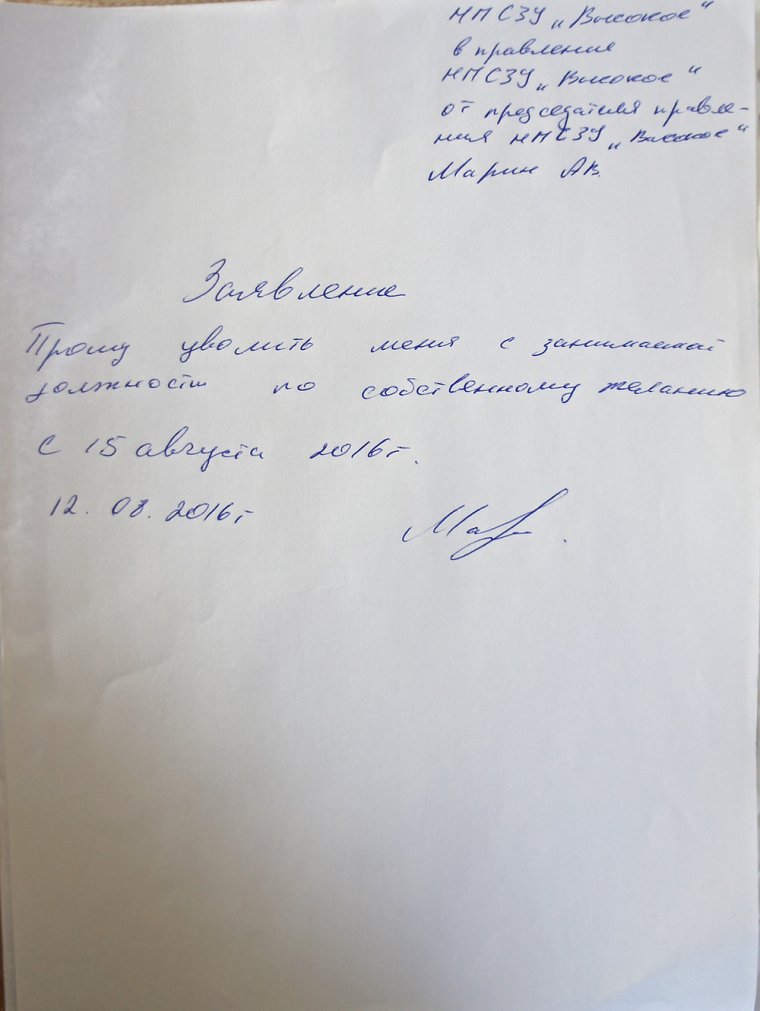 НПСЗУ „Высокое“
в правления
НПСЗУ „Высокое“
от председателя правле-
ния НПСЗУ „Высокое“
Марин А.В.
Заявление
Прошу уволить меня с занимаемой
должности по собственному желанию
с 15 августа 2016г.
12.08.2016г